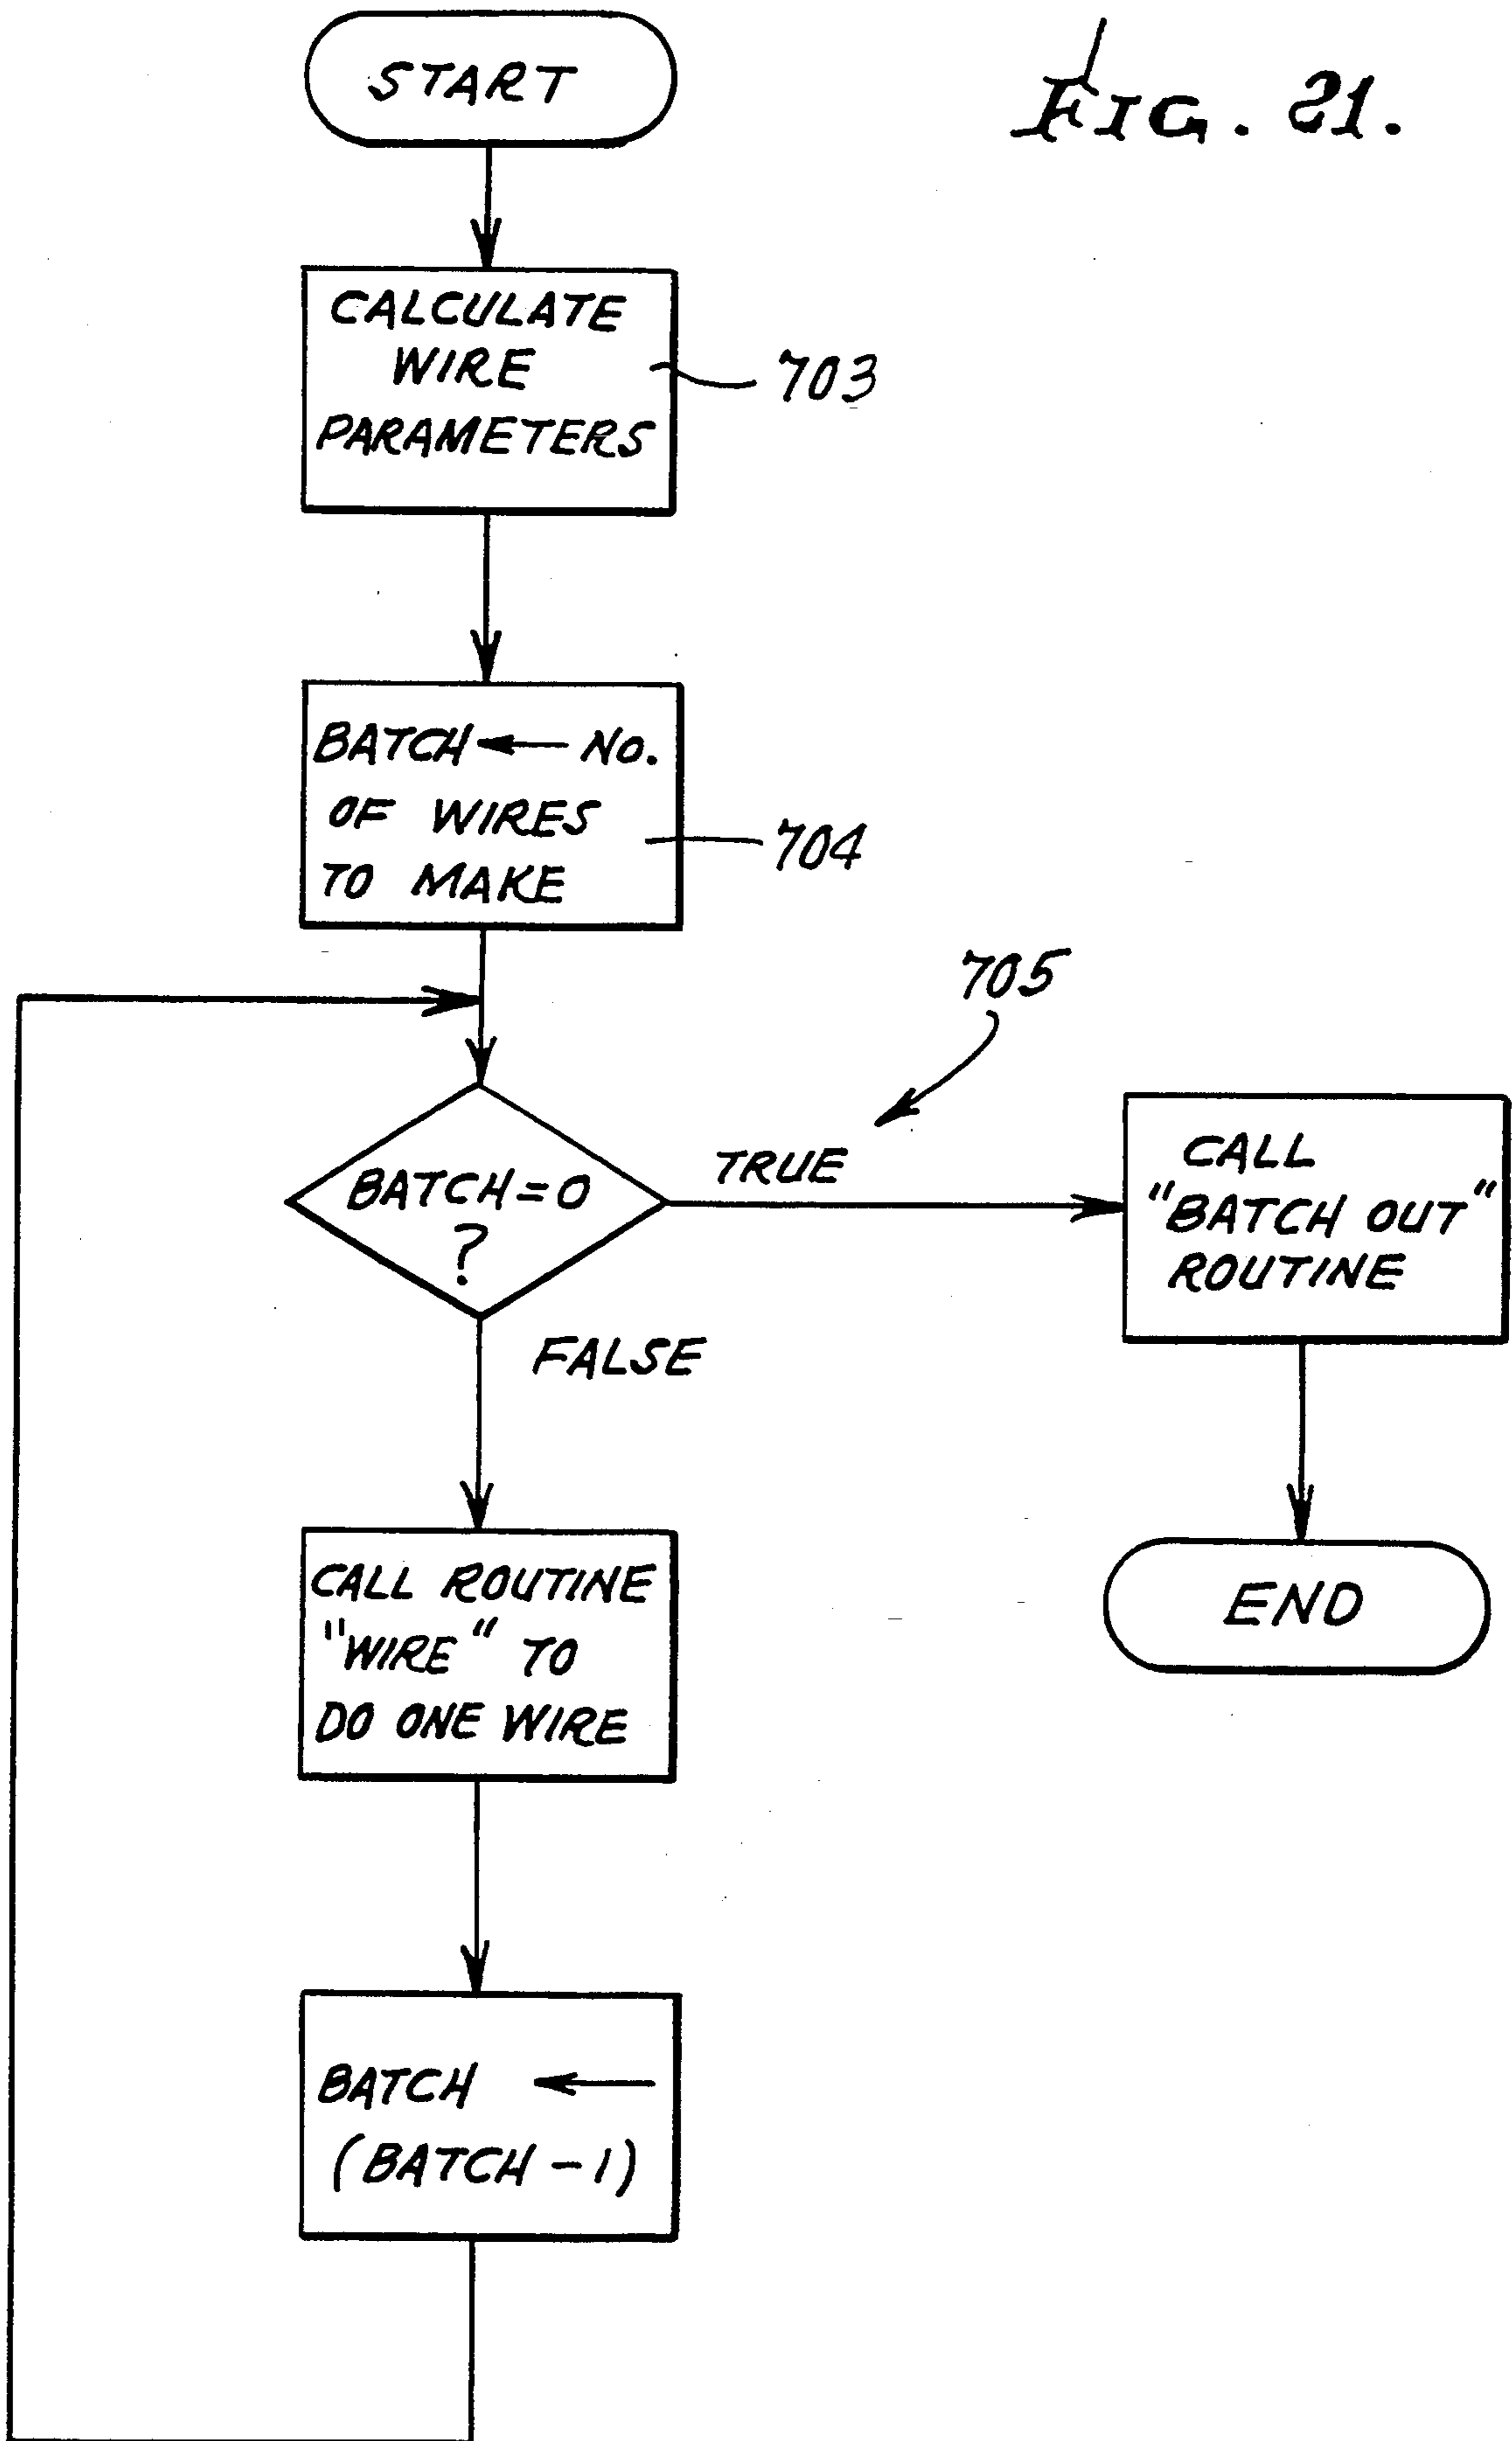 START
FIG. 21.
CALCULATE
WIRE
PARAMETERS
703
BATCH ← No.
OF WIRES
TO MAKE
704
705
BATCH=0
?
TRUE
CALL
"BATCH OUT"
ROUTINE
FALSE
END
CALL ROUTINE
"WIRE" TO
DO ONE WIRE
BATCH ←
(BATCH-1)